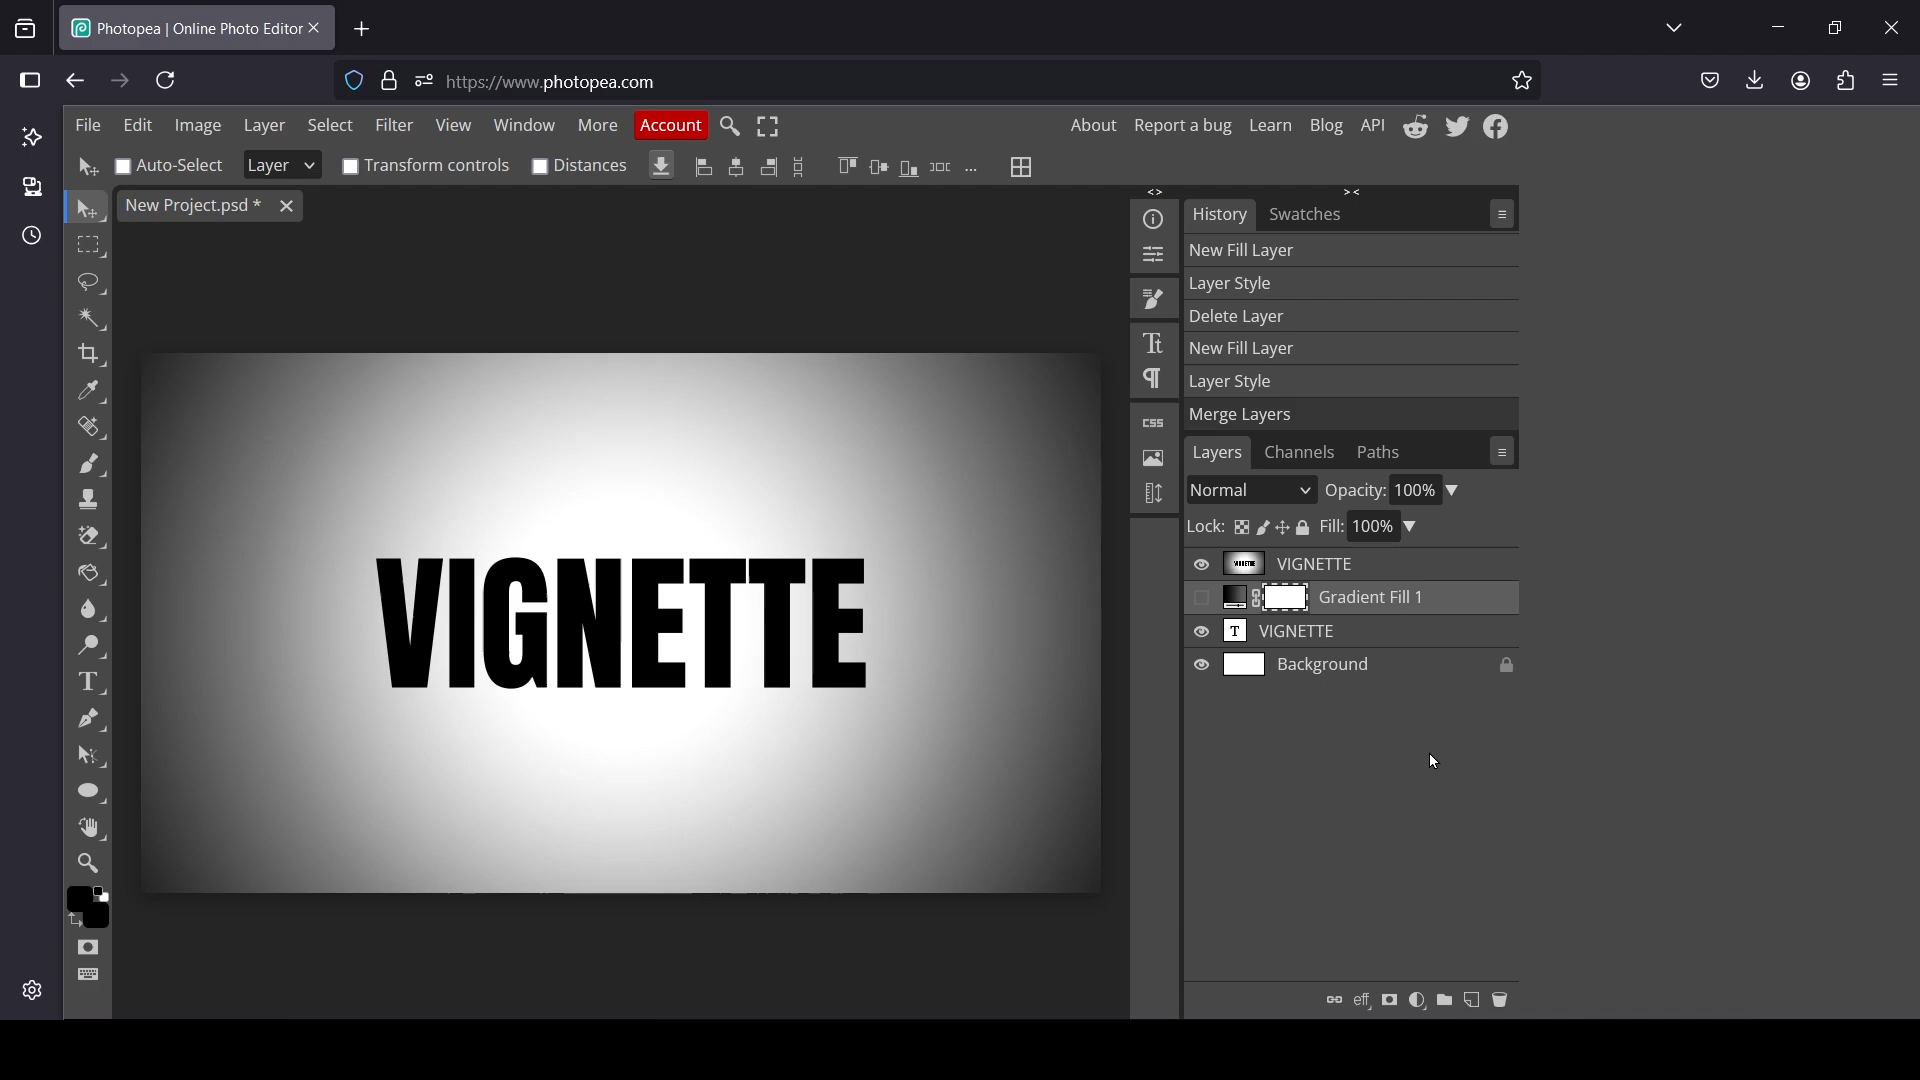 Photopea | Online Photo Editor
https://www.photopea.com
File Edit Image Layer Select Filter View Window More Account About Report a bug Learn Blog API
Auto-Select Layer Transform controls Distances ...
New Project.psd *
History Swatches
New Fill Layer
Layer Style
Delete Layer
New Fill Layer
Layer Style
Merge Layers
CSS
Layers Channels Paths
Normal Opacity: 100%
Lock: Fill: 100%
VIGNETTE
VIGNETTE
Gradient Fill 1
T VIGNETTE
Background
eff